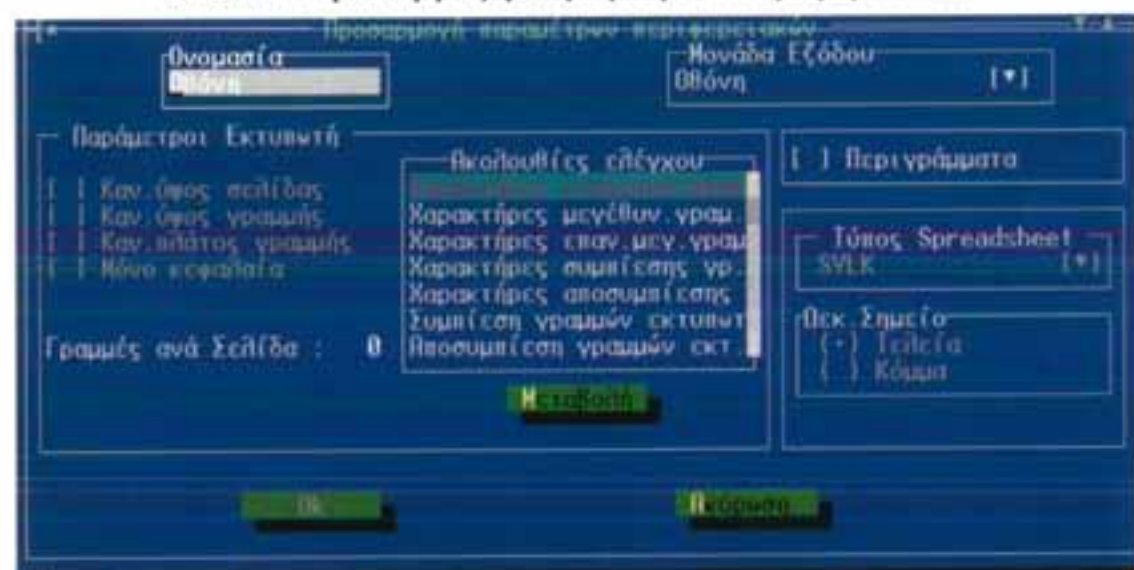 Προσαρμογή παραμέτρων περιφερειακών
Ονομασία
Οθόνη
Μονάδα Εξόδου
Οθόνη [▼]
Παράμετροι Εκτυπωτή
[ ] Καν.ύψος σελίδας
[ ] Καν.ύψος γραμμής
[ ] Καν.πλάτος γραμμής
[ ] Μόνο κεφαλαία
Γραμμές ανά Σελίδα : 0
Ακολουθίες ελέγχου
Χαρακτήρες μεγέθυν.γραμ.
Χαρακτήρες επαν.μεγ.γραμ
Χαρακτήρες συμπίεσης γρ.
Χαρακτήρες αποσυμπίεσης
Συμπίεση γραμμών εκτυπωτ
Αποσυμπίεση γραμμών εκτ.
Μεταβολή
[ ] Περιγράμματα
Τύπος Spreadsheet
SYLK [▼]
Δεκ.Σημείο
(•) Τελεία
( ) Κόμμα
Ok
Ακύρωση